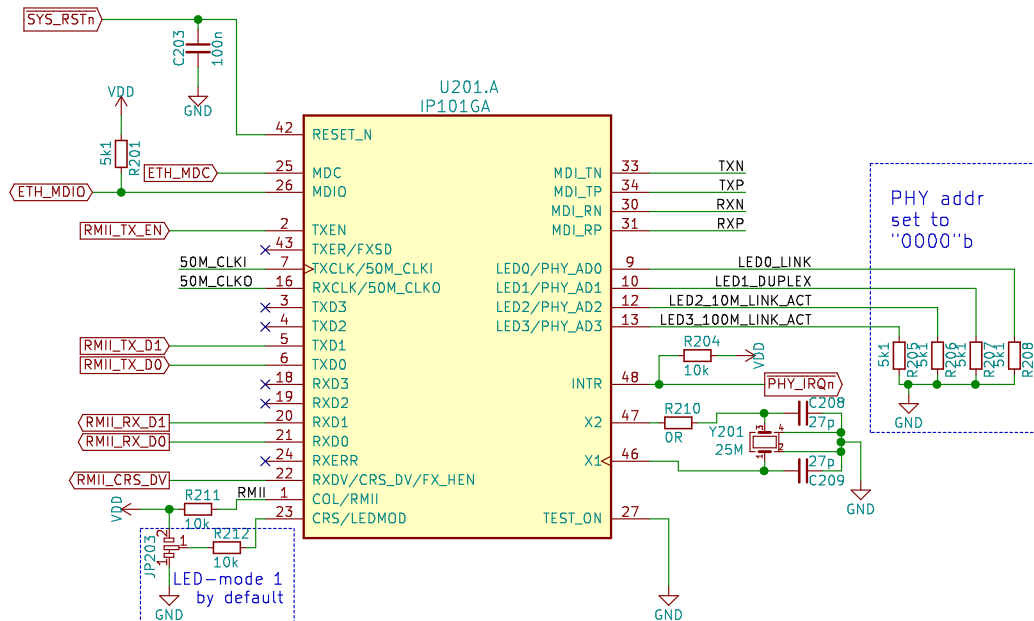 SYS_RSTn
C203
100n
GND
VDD
5k1
R201
U201.A
IP101GA
ETH_MDC
ETH_MDIO
RMII_TX_EN
50M_CLKI
50M_CLKO
RMII_TX_D1
RMII_TX_D0
RMII_RX_D1
RMII_RX_D0
RMII_CRS_DV
42 RESET_N
25 MDC
26 MDIO
2 TXEN
43 TXER/FXSD
7 TXCLK/50M_CLKI
16 RXCLK/50M_CLKO
3 TXD3
4 TXD2
5 TXD1
6 TXD0
18 RXD3
19 RXD2
20 RXD1
21 RXD0
24 RXERR
22 RXDV/CRS_DV/FX_HEN
1 COL/RMII
23 CRS/LEDMOD
MDI_TN 33 TXN
MDI_TP 34 TXP
MDI_RN 30 RXN
MDI_RP 31 RXP
LED0/PHY_AD0 9 LED0_LINK
LED1/PHY_AD1 10 LED1_DUPLEX
LED2/PHY_AD2 12 LED2_10M_LINK_ACT
LED3/PHY_AD3 13 LED3_100M_LINK_ACT
INTR 48
X2 47
X1 46
TEST_ON 27
GND
R204
10k
VDD
PHY_IRQn
R210
0R
Y201
25M
3
4
2
1
C208
27p
27p
C209
GND
PHY addr
set to
"0000"b
5k1
R205
5k1
R206
5k1
R207
5k1
R208
GND
VDD
R211
10k
RMII
R212
10k
JP203
2
1
1
LED-mode 1
by default
GND